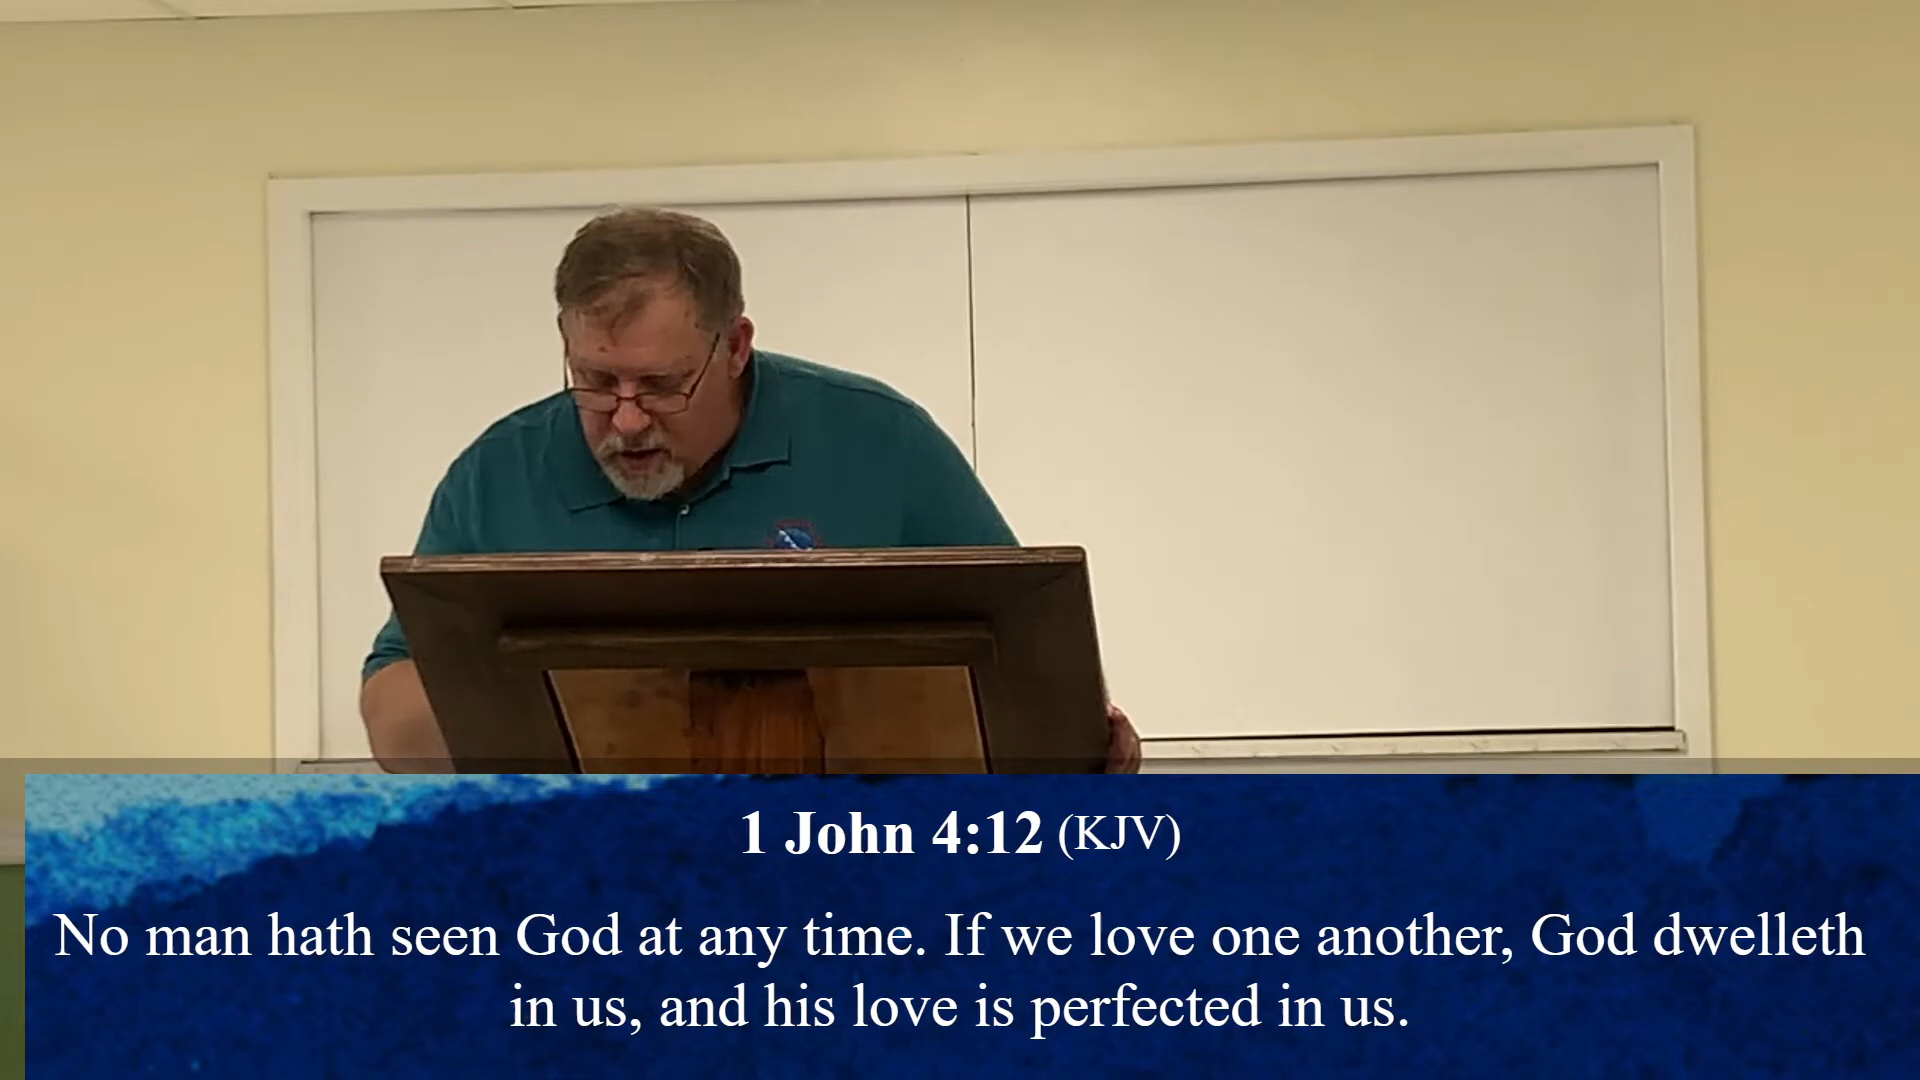 1 John 4:12 (KJV)
No man hath seen God at any time. If we love one another, God dwelleth
in us, and his love is perfected in us.